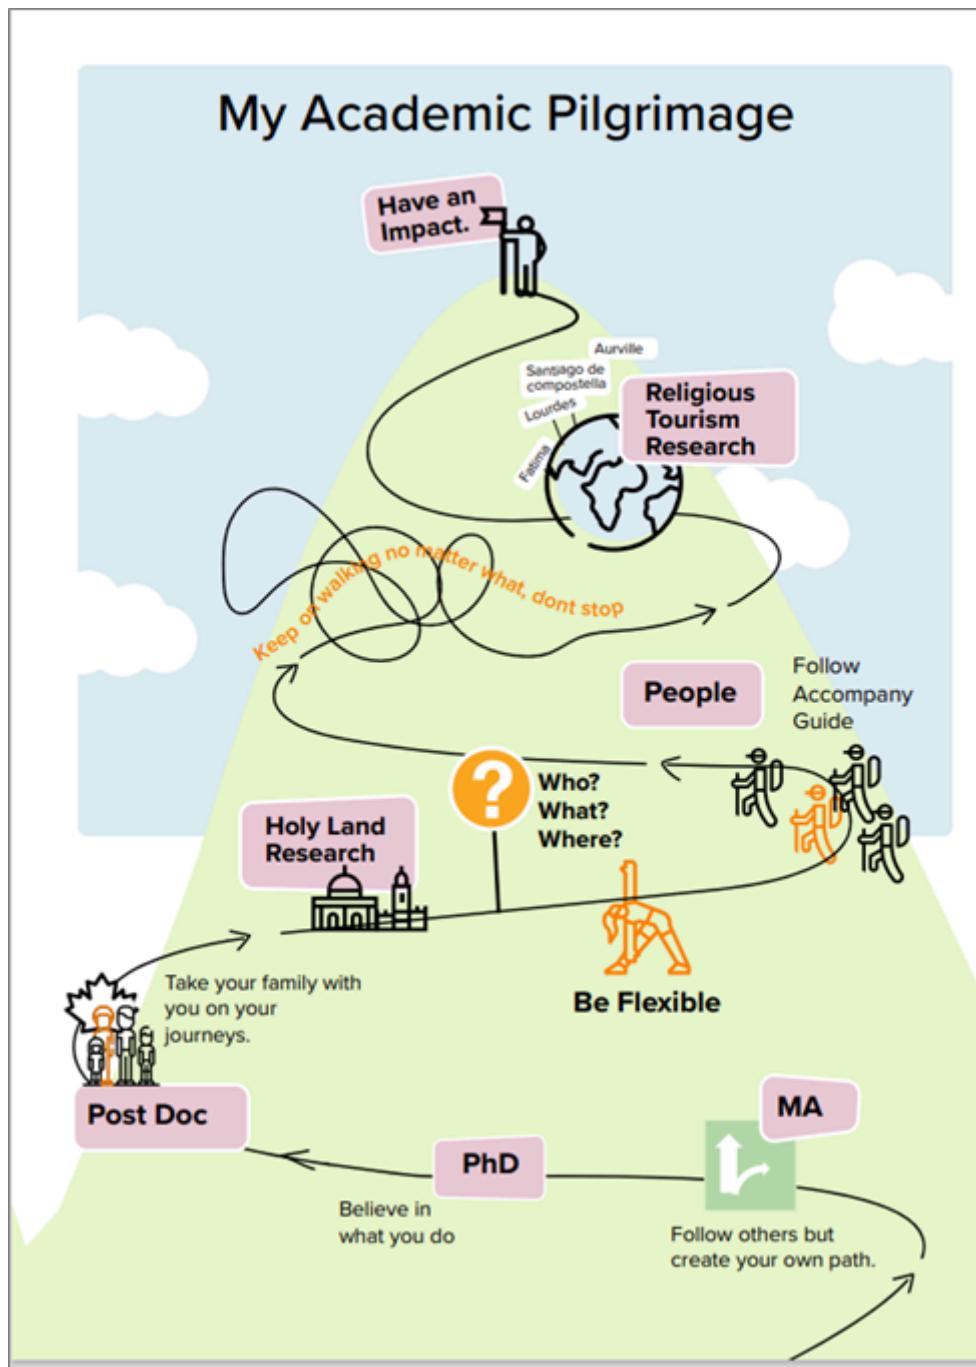 My Academic Pilgrimage
Have an
Impact.
Aurville
Santiago de
compostella
Lourdes
Fatima
Religious
Tourism
Research
Keep on walking no matter what, dont stop
People
Follow
Accompany
Guide
?
Who?
What?
Where?
Holy Land
Research
Be Flexible
Take your family with
you on your
journeys.
Post Doc
MA
PhD
Believe in
what you do
Follow others but
create your own path.